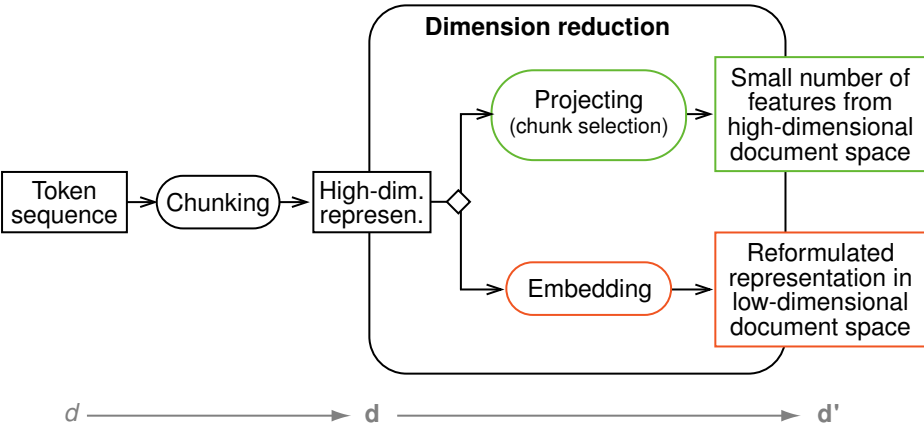 Dimension reduction
Token
sequence
Chunking
High-dim.
represen.
Projecting
(chunk selection)
Small number of
features from
high-dimensional
document space
Embedding
Reformulated
representation in
low-dimensional
document space
d
d
d'